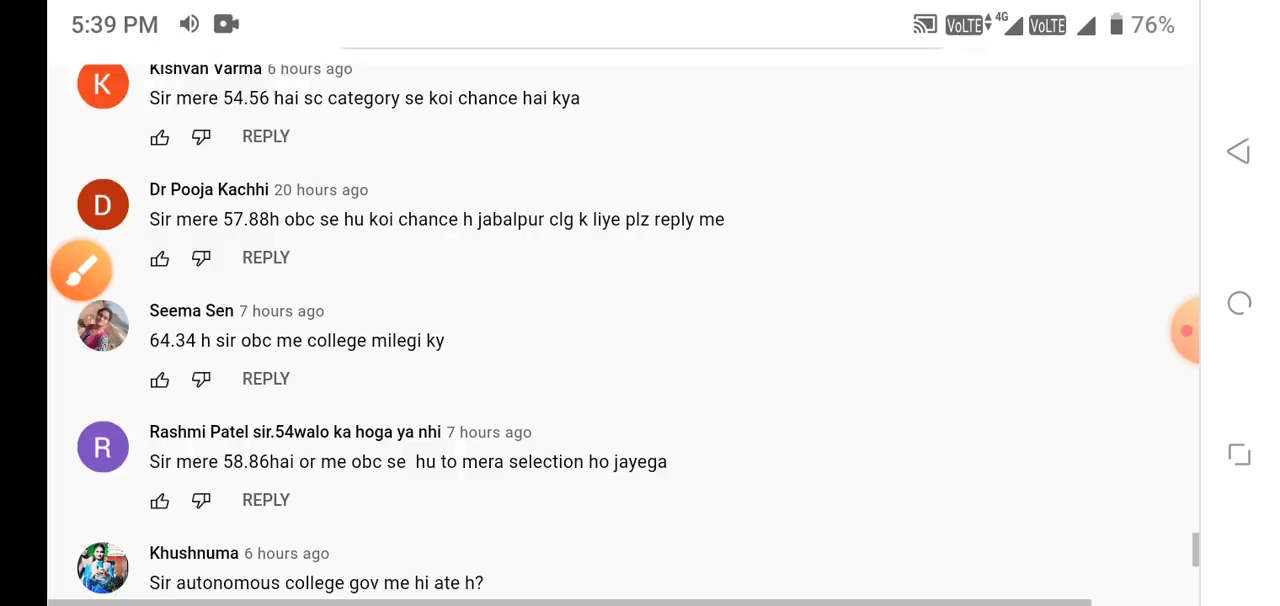 5:39 PM VoLTE 4G VoLTE 76%
K Kishvah Varma 6 hours ago
Sir mere 54.56 hai sc category se koi chance hai kya
REPLY
D Dr Pooja Kachhi 20 hours ago
Sir mere 57.88h obc se hu koi chance h jabalpur clg k liye plz reply me
REPLY
Seema Sen 7 hours ago
64.34 h sir obc me college milegi ky
REPLY
R Rashmi Patel sir.54walo ka hoga ya nhi 7 hours ago
Sir mere 58.86hai or me obc se hu to mera selection ho jayega
REPLY
Khushnuma 6 hours ago
Sir autonomous college gov me hi ate h?